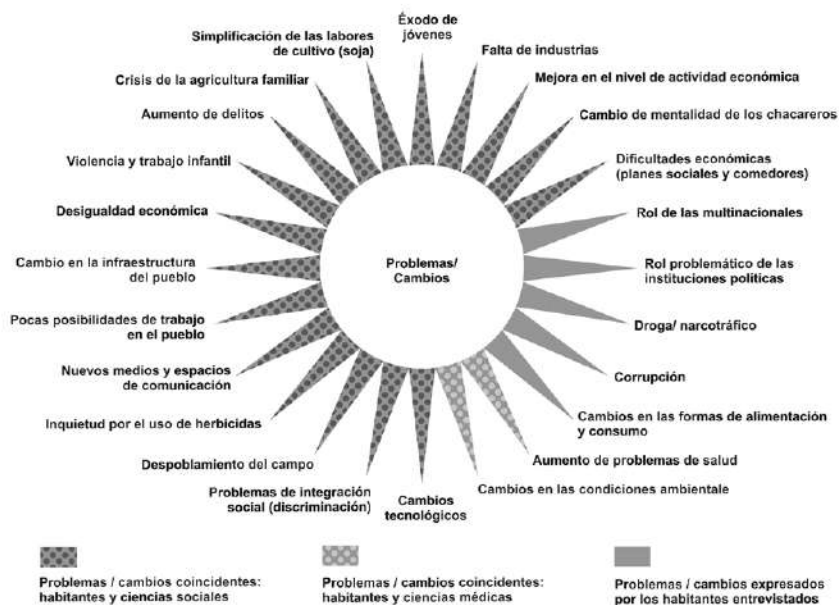 Éxodo de
jóvenes
Falta de industrias
Mejora en el nivel de actividad económica
Cambio de mentalidad de los chacareros
Dificultades económicas
(planes sociales y comedores)
Rol de las multinacionales
Rol problemático de las
instituciones políticas
Droga/ narcotráfico
Corrupción
Cambios en las formas de alimentación
y consumo
Aumento de problemas de salud
Cambios en las condiciones ambientale
Cambios
tecnológicos
Problemas de integración
social (discriminación)
Despoblamiento del campo
Inquietud por el uso de herbicidas
Nuevos medios y espacios
de comunicación
Pocas posibilidades de trabajo
en el pueblo
Cambio en la infraestructura
del pueblo
Desigualdad económica
Violencia y trabajo infantil
Aumento de delitos
Crisis de la agricultura familiar
Simplificación de las labores
de cultivo (soja)
Problemas/
Cambios
Problemas / cambios coincidentes:
habitantes y ciencias sociales
Problemas / cambios coincidentes:
habitantes y ciencias médicas
Problemas / cambios expresados
por los habitantes entrevistados